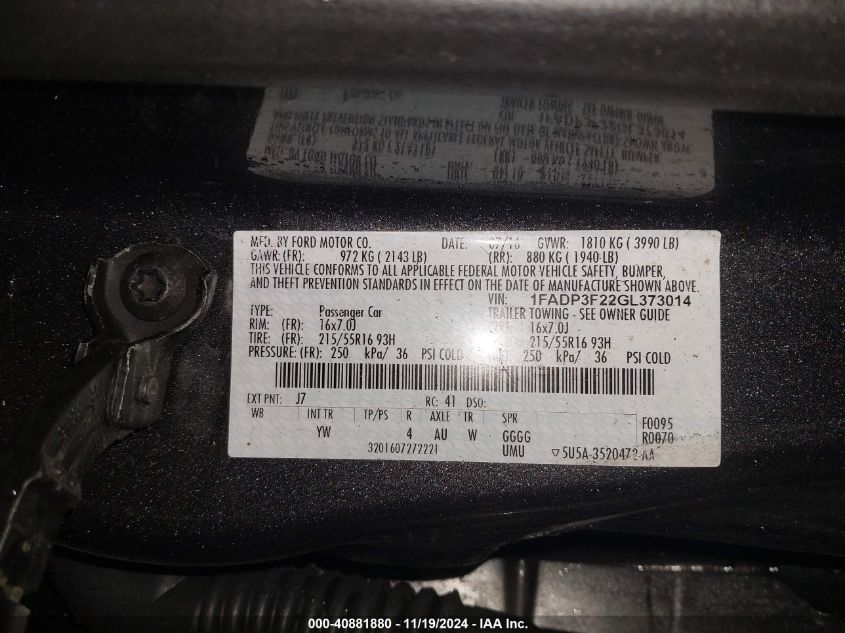 MFD. BY FORD MOTOR CO. DATE: 07/16 GVWR: 1810 KG ( 3990 LB)
GAWR: (FR): 972 KG ( 2143 LB) (RR): 880 KG ( 1940 LB)
THIS VEHICLE CONFORMS TO ALL APPLICABLE FEDERAL MOTOR VEHICLE SAFETY, BUMPER,
AND THEFT PREVENTION STANDARDS IN EFFECT ON THE DATE OF MANUFACTURE SHOWN ABOVE.
VIN: 1FADP3F22GL373014
TYPE: Passenger Car TRAILER TOWING - SEE OWNER GUIDE
RIM: (FR) 16x7.0J 16x7.0J
TIRE: (FR) 215/55R16 93H 215/55R16 93H
PRESSURE: (FR): 250 kPa/ 36 PSI COLD 250 kPa/ 36 PSI COLD
EXT PNT: J7 RC: 41 DSO:
WB INT TR TP/PS R AXLE TR SPR F0095
YW 4 AU W GGGG R0070
3201607272221 UMU ▽5U5A-3520472-AA
000-40881880 - 11/19/2024 - IAA Inc.